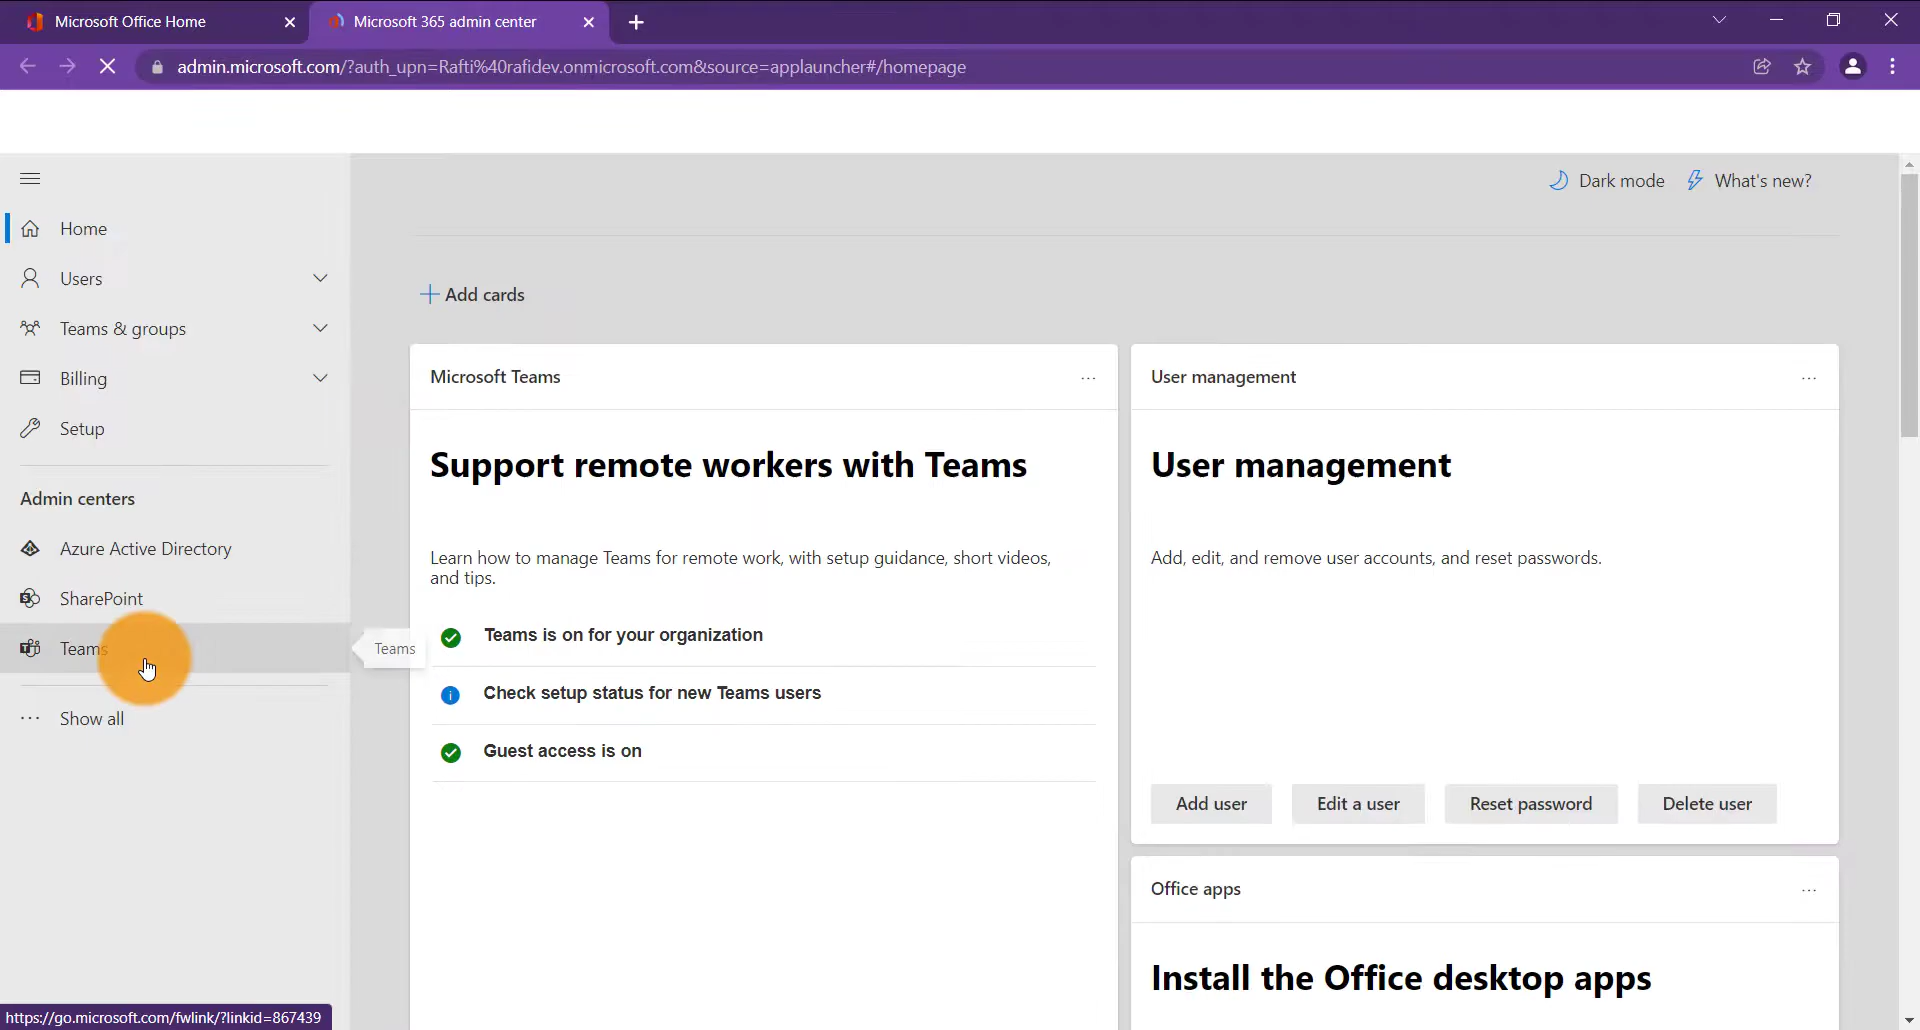 Microsoft Office Home
Microsoft 365 admin center
admin.microsoft.com/?auth_upn=Rafti%40rafidev.onmicrosoft.com&source=applauncher#/homepage
Dark mode
What's new?
Home
Users
Teams & groups
Billing
Setup
Admin centers
Azure Active Directory
SharePoint
Teams
Teams
Show all
Add cards
Microsoft Teams
Support remote workers with Teams
Learn how to manage Teams for remote work, with setup guidance, short videos,
and tips.
Teams is on for your organization
Check setup status for new Teams users
Guest access is on
User management
User management
Add, edit, and remove user accounts, and reset passwords.
Add user
Edit a user
Reset password
Delete user
Office apps
Install the Office desktop apps
https://go.microsoft.com/fwlink/?linkid=867439